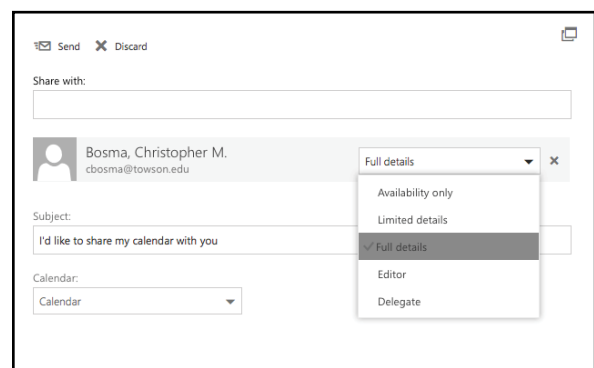 Send Discard
Share with:
Bosma, Christopher M.
cbosma@towson.edu
Full details
Availability only
Limited details
Full details
Editor
Delegate
Subject:
I'd like to share my calendar with you
Calendar:
Calendar